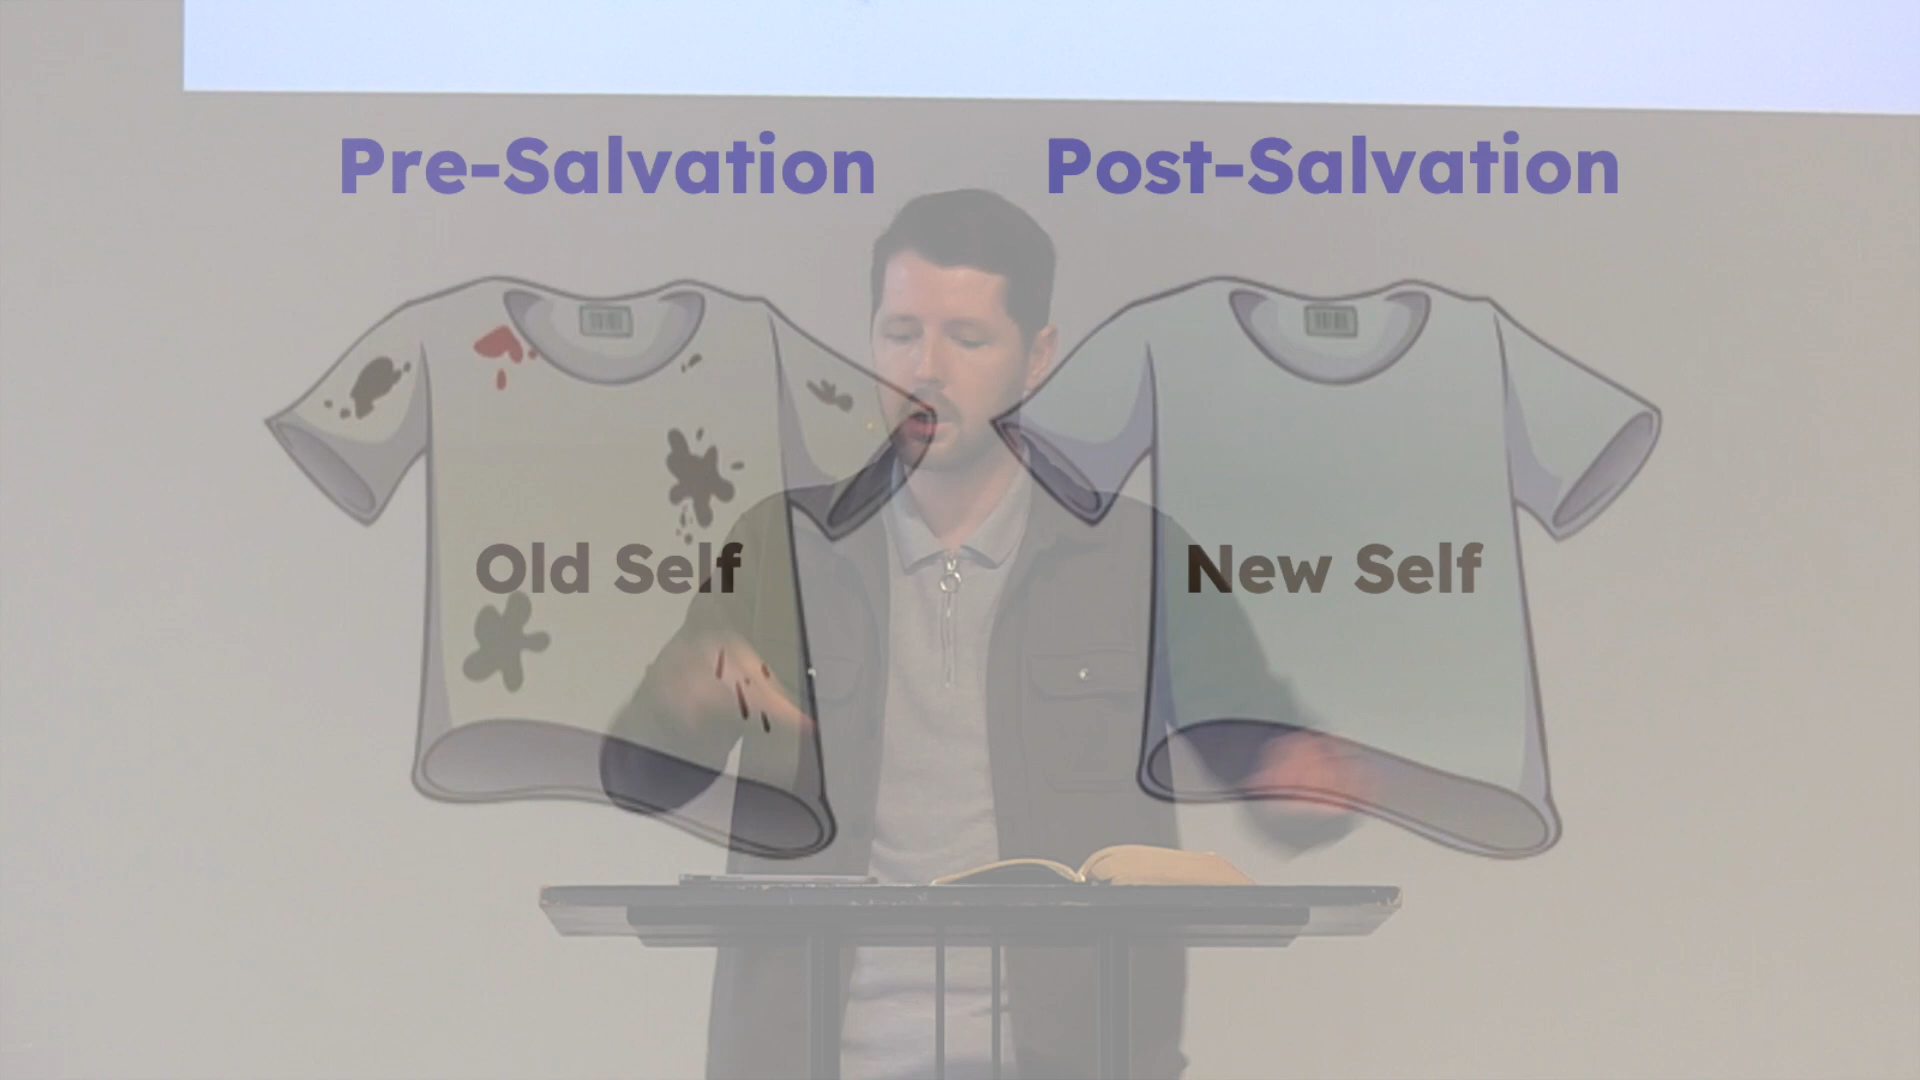 Pre-Salvation
Post-Salvation
Old Self
New Self